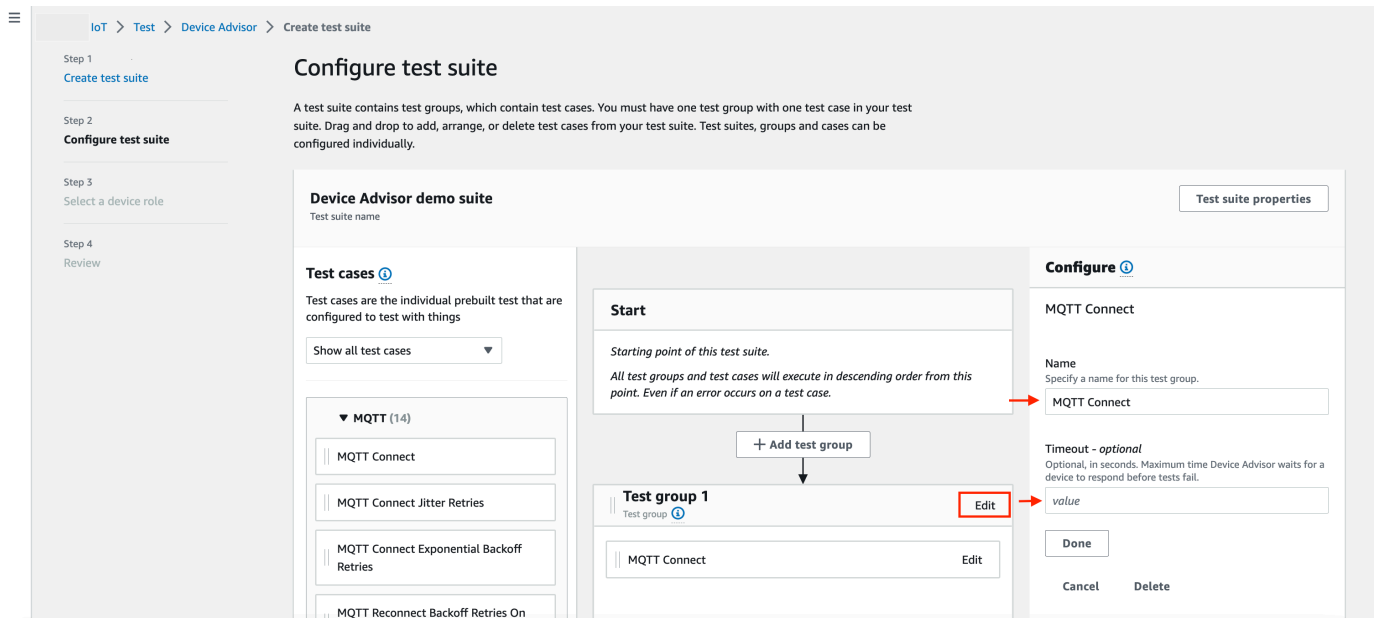 IoT > Test > Device Advisor > Create test suite
Step 1
Create test suite
Step 2
Configure test suite
Step 3
Select a device role
Step 4
Review
Configure test suite
A test suite contains test groups, which contain test cases. You must have one test group with one test case in your test
suite. Drag and drop to add, arrange, or delete test cases from your test suite. Test suites, groups and cases can be
configured individually.
Device Advisor demo suite
Test suite name
Test suite properties
Test cases
Test cases are the individual prebuilt test that are
configured to test with things
Show all test cases
MQTT (14)
MQTT Connect
MQTT Connect Jitter Retries
MQTT Connect Exponential Backoff
Retries
MQTT Reconnect Backoff Retries On
Start
Starting point of this test suite.
All test groups and test cases will execute in descending order from this
point. Even if an error occurs on a test case.
+ Add test group
Test group 1
Test group
Edit
MQTT Connect
Edit
Configure
MQTT Connect
Name
Specify a name for this test group.
MQTT Connect
Timeout - optional
Optional, in seconds. Maximum time Device Advisor waits for a
device to respond before tests fail.
value
Done
Cancel
Delete